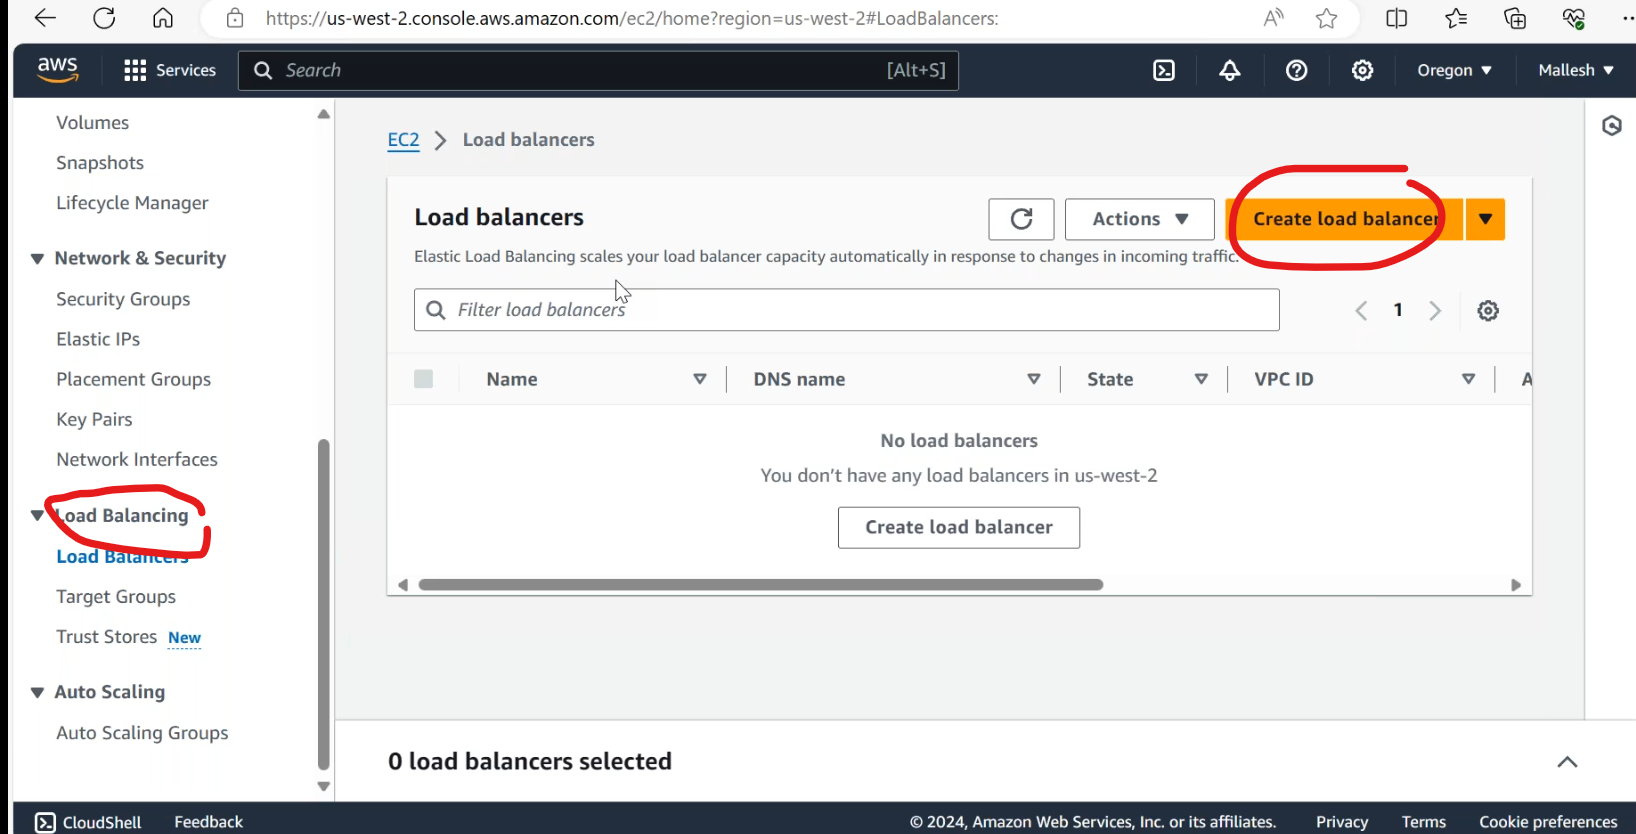 https://us-west-2.console.aws.amazon.com/ec2/home?region=us-west-2#LoadBalancers:
aws Services Search [Alt+S] Oregon Mallesh
Volumes
Snapshots
Lifecycle Manager
Network & Security
Security Groups
Elastic IPs
Placement Groups
Key Pairs
Network Interfaces
Load Balancing
Load Balancers
Target Groups
Trust Stores New
Auto Scaling
Auto Scaling Groups
EC2 > Load balancers
Load balancers Actions Create load balancer
Elastic Load Balancing scales your load balancer capacity automatically in response to changes in incoming traffic.
Filter load balancers 1
Name DNS name State VPC ID A
No load balancers
You don't have any load balancers in us-west-2
Create load balancer
0 load balancers selected
CloudShell Feedback © 2024, Amazon Web Services, Inc. or its affiliates. Privacy Terms Cookie preferences